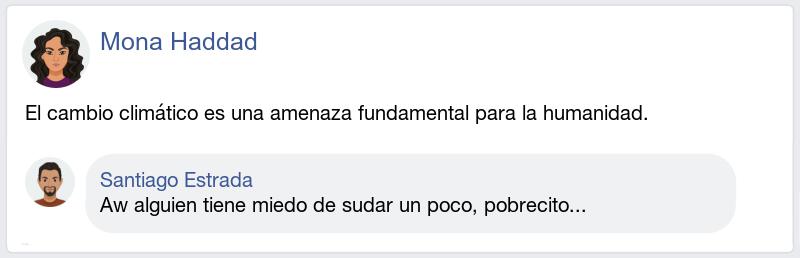 Mona Haddad
El cambio climático es una amenaza fundamental para la humanidad.
Santiago Estrada
Aw alguien tiene miedo de sudar un poco, pobrecito...